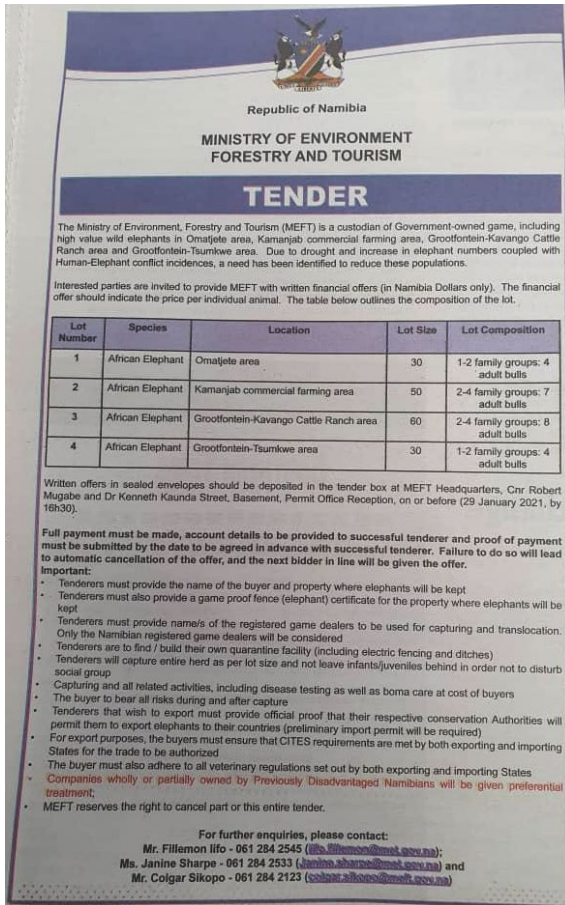 Republic of Namibia
MINISTRY OF ENVIRONMENT
FORESTRY AND TOURISM
TENDER
The Ministry of Environment, Forestry and Tourism (MEFT) is a custodian of Government-owned game, including
high value wild elephants in Omatjete area, Kamanjab commercial farming area, Grootfontein-Kavango Cattle
Ranch area and Grootfontein-Tsumkwe area. Due to drought and increase in elephant numbers coupled with
Human-Elephant conflict incidences, a need has been identified to reduce these populations.
Interested parties are invited to provide MEFT with written financial offers (in Namibia Dollars only). The financial
offer should indicate the price per individual animal. The table below outlines the composition of the lot.
Lot Number Species Location Lot Size Lot Composition
1 African Elephant Omatjete area 30 1-2 family groups: 4 adult bulls
2 African Elephant Kamanjab commercial farming area 50 2-4 family groups: 7 adult bulls
3 African Elephant Grootfontein-Kavango Cattle Ranch area 60 2-4 family groups: 8 adult bulls
4 African Elephant Grootfontein-Tsumkwe area 30 1-2 family groups: 4 adult bulls
Written offers in sealed envelopes should be deposited in the tender box at MEFT Headquarters, Cnr Robert
Mugabe and Dr Kenneth Kaunda Street, Basement, Permit Office Reception, on or before (29 January 2021, by
16h30).
Full payment must be made, account details to be provided to successful tenderer and proof of payment
must be submitted by the date to be agreed in advance with successful tenderer. Failure to do so will lead
to automatic cancellation of the offer, and the next bidder in line will be given the offer.
Important:
• Tenderers must provide the name of the buyer and property where elephants will be kept
• Tenderers must also provide a game proof fence (elephant) certificate for the property where elephants will be
kept
• Tenderers must provide name/s of the registered game dealers to be used for capturing and translocation.
Only the Namibian registered game dealers will be considered
• Tenderers are to find / build their own quarantine facility (including electric fencing and ditches)
• Tenderers will capture entire herd as per lot size and not leave infants/juveniles behind in order not to disturb
social group
• Capturing and all related activities, including disease testing as well as boma care at cost of buyers
• The buyer to bear all risks during and after capture
• Tenderers that wish to export must provide official proof that their respective conservation Authorities will
permit them to export elephants to their countries (preliminary import permit will be required)
• For export purposes, the buyers must ensure that CITES requirements are met by both exporting and importing
States for the trade to be authorized
• The buyer must also adhere to all veterinary regulations set out by both exporting and importing States
• Companies wholly or partially owned by Previously Disadvantaged Namibians will be given preferential
treatment;
• MEFT reserves the right to cancel part or this entire tender.
For further enquiries, please contact:
Mr. Fillemon Iifo - 061 284 2545 (iifo.fillemon@met.gov.na);
Ms. Janine Sharpe - 061 284 2533 (janine.sharpe@met.gov.na) and
Mr. Colgar Sikopo - 061 284 2123 (colgar.sikopo@meft.gov.na)